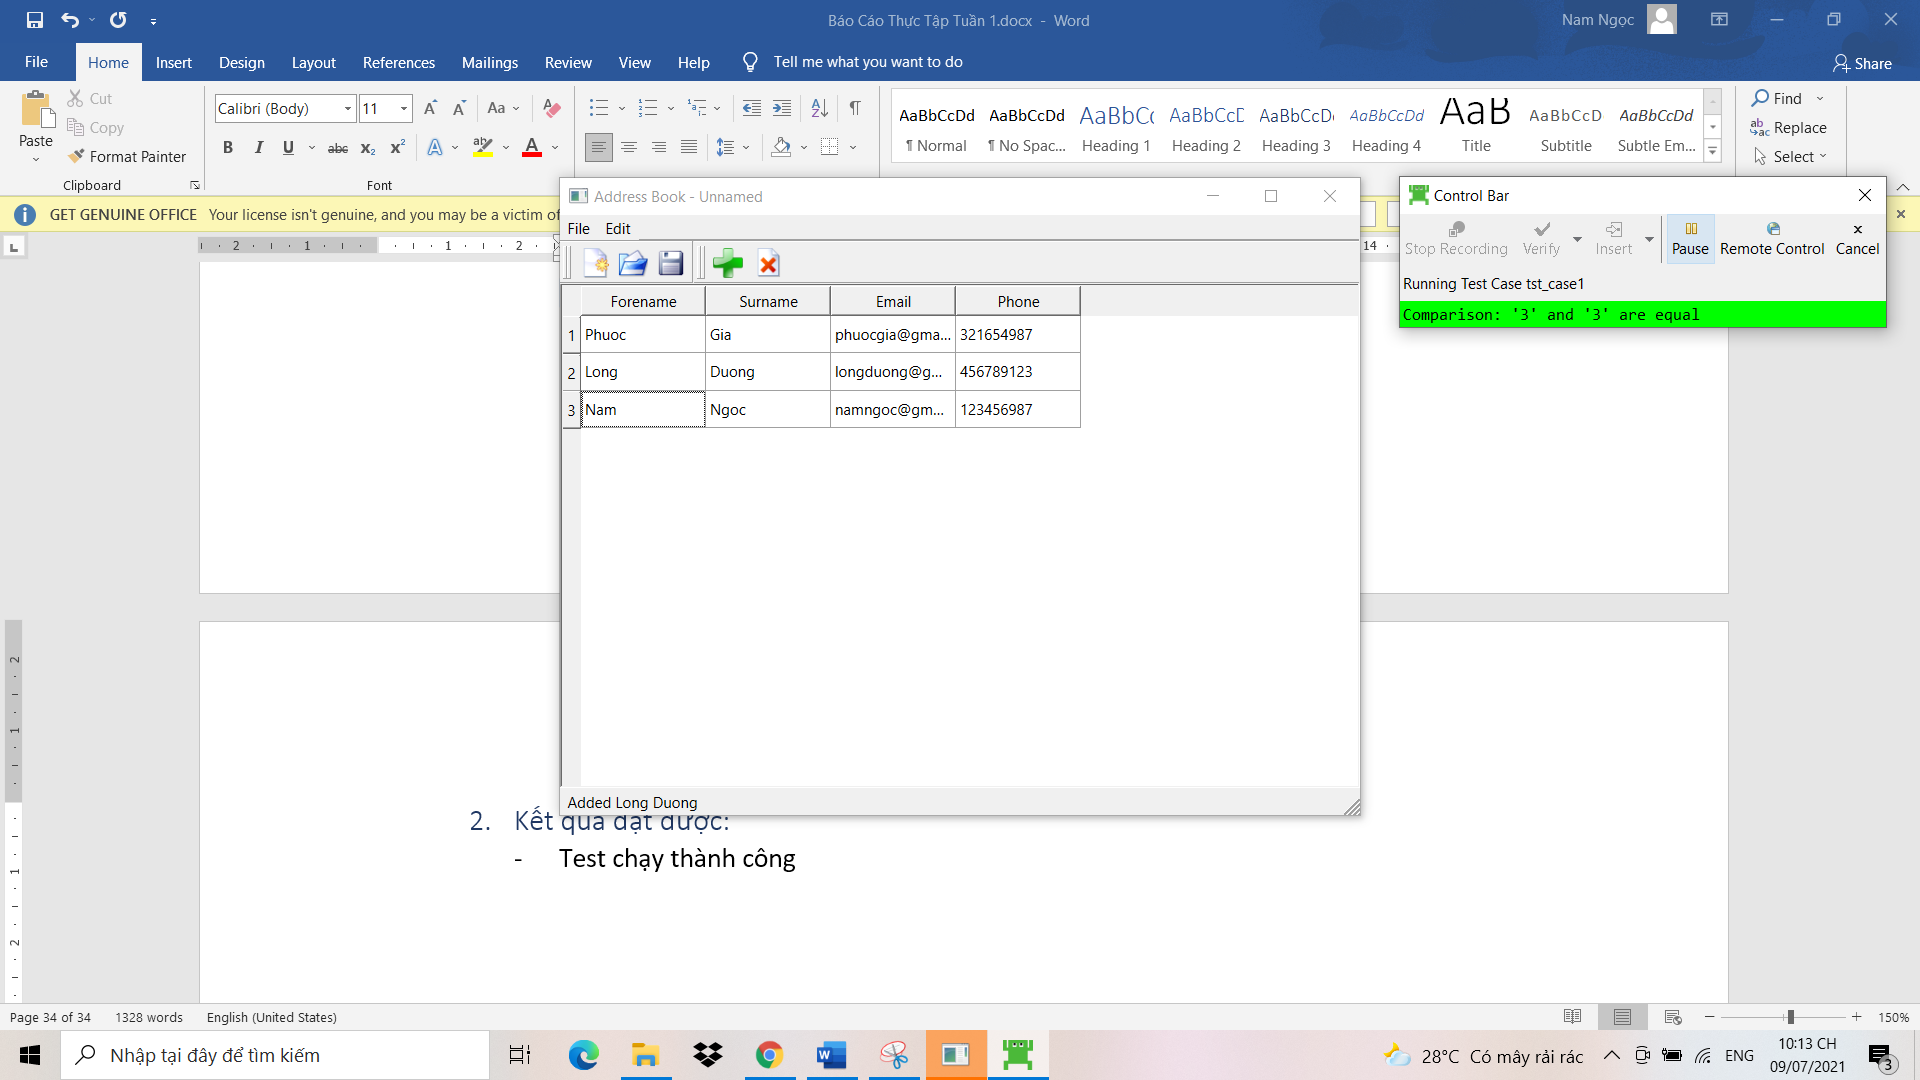 Báo Cáo Thực Tập Tuần 1.docx - Word
Nam Ngọc
File Home Insert Design Layout References Mailings Review View Help Tell me what you want to do
Share
Paste
Cut
Copy
Format Painter
Clipboard
Calibri (Body) 11
Font
AaBbCcDd ¶ Normal
AaBbCcDd ¶ No Spac...
AaBbCc Heading 1
AaBbCcD Heading 2
AaBbCcD Heading 3
AaBbCcDd Heading 4
AaB Title
AaBbCcD Subtitle
AaBbCcDd Subtle Em...
Find
Replace
Select
GET GENUINE OFFICE Your license isn't genuine, and you may be a victim of
Address Book - Unnamed
File Edit
Forename Surname Email Phone
1 Phuoc Gia phuocgia@gma... 321654987
2 Long Duong longduong@g... 456789123
3 Nam Ngoc namngoc@gm... 123456987
Added Long Duong
Control Bar
Stop Recording Verify Insert Pause Remote Control Cancel
Running Test Case tst_case1
Comparison: '3' and '3' are equal
2. Kết quả đạt được:
- Test chạy thành công
Page 34 of 34 1328 words English (United States)
150%
Nhập tại đây để tìm kiếm
28°C Có mây rải rác
ENG
10:13 CH
09/07/2021
3